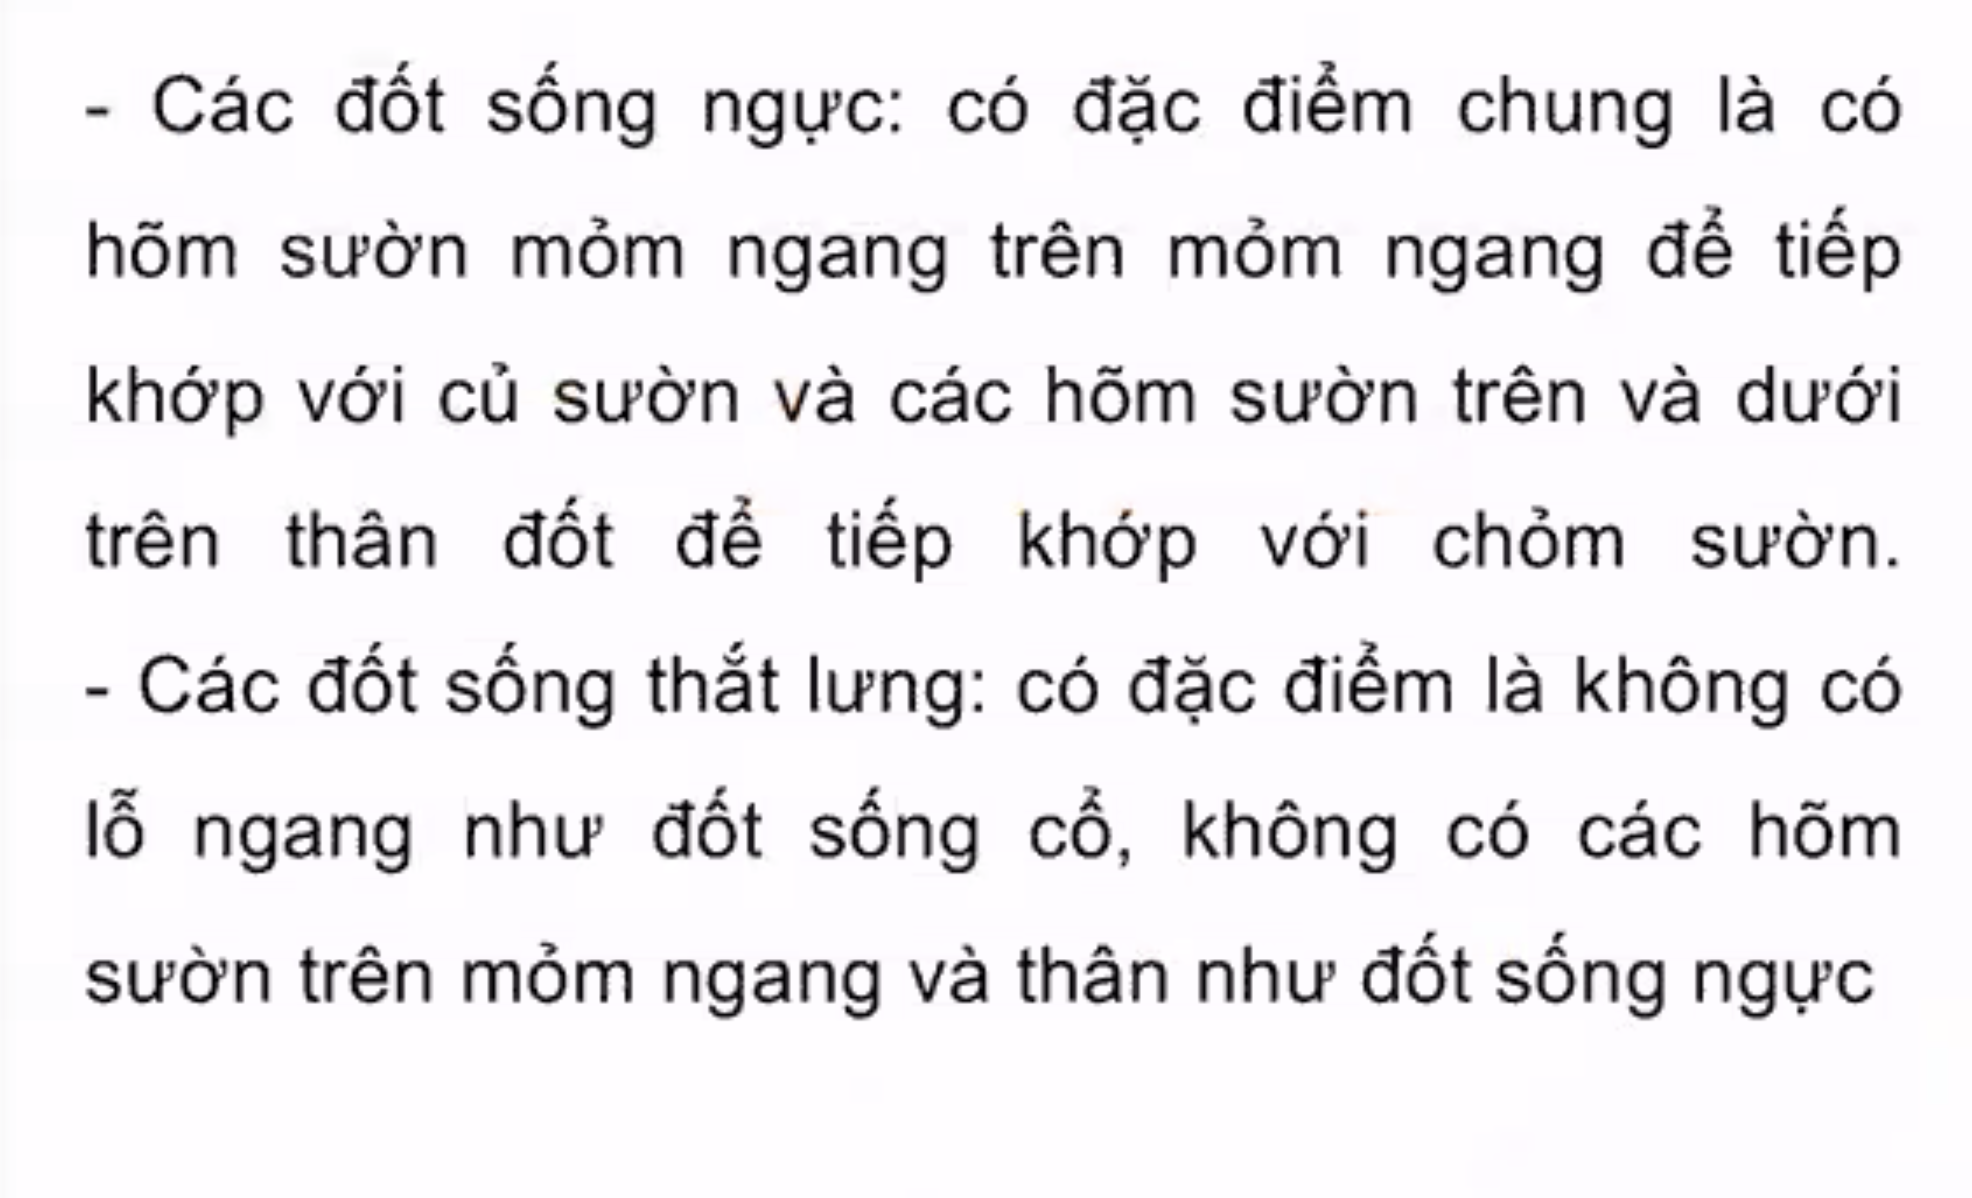 - Các đốt sống ngực: có đặc điểm chung là có
hõm sườn mỏm ngang trên mỏm ngang để tiếp
khớp với củ sườn và các hõm sườn trên và dưới
trên thân đốt để tiếp khớp với chỏm sườn.
- Các đốt sống thắt lưng: có đặc điểm là không có
lỗ ngang như đốt sống cổ, không có các hõm
sườn trên mỏm ngang và thân như đốt sống ngực